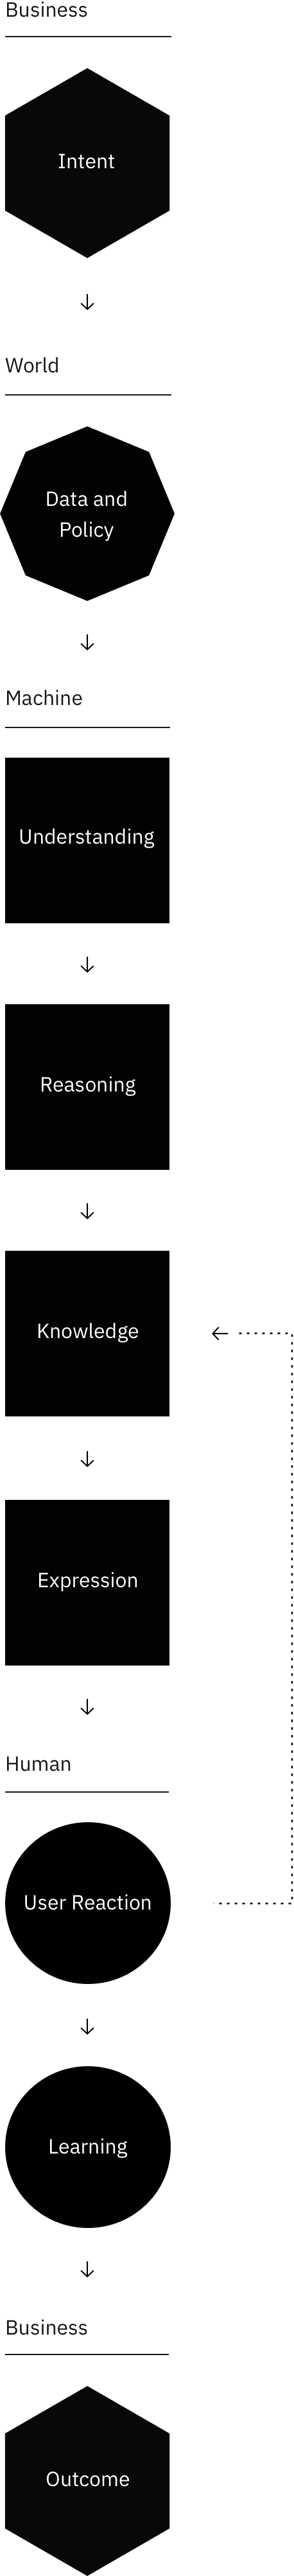 Business
Intent
World
Data and
Policy
Machine
Understanding
Reasoning
Knowledge
Expression
Human
User Reaction
Learning
Business
Outcome